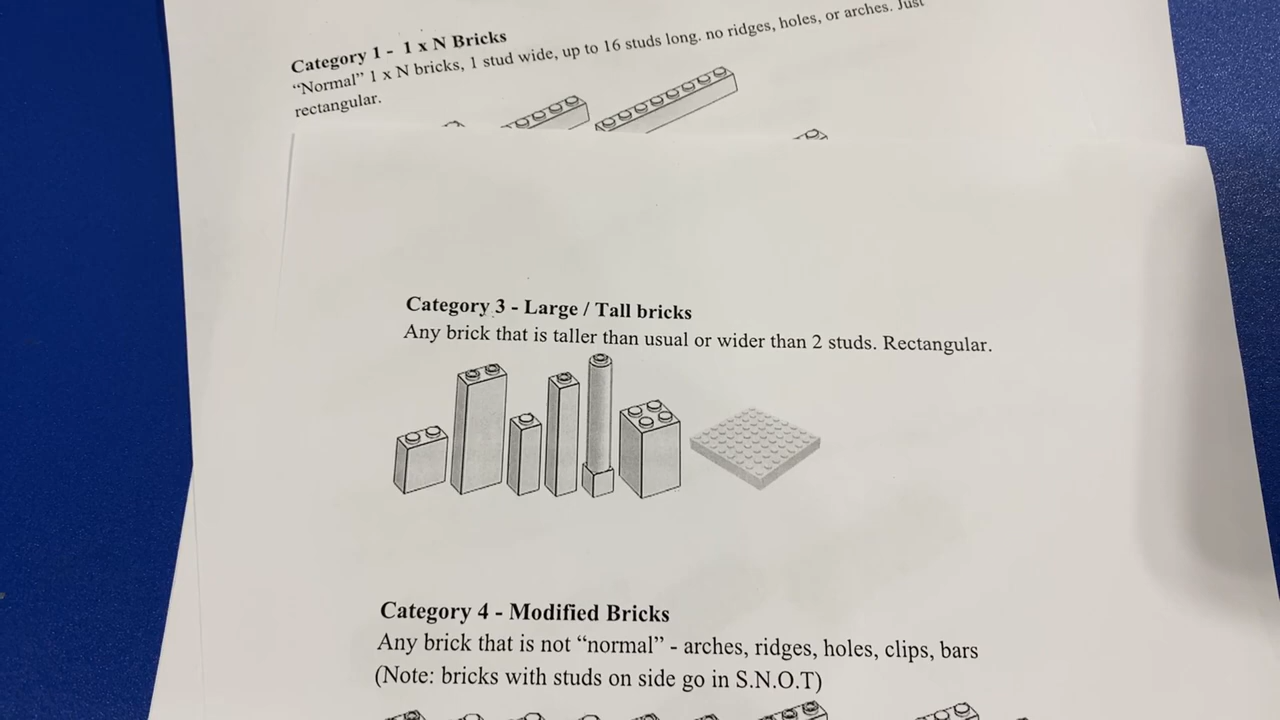 Category 1 - 1 x N Bricks
“Normal” 1 x N bricks, 1 stud wide, up to 16 studs long. no ridges, holes, or arches. Just
rectangular.
Category 3 - Large / Tall bricks
Any brick that is taller than usual or wider than 2 studs. Rectangular.
Category 4 - Modified Bricks
Any brick that is not “normal” - arches, ridges, holes, clips, bars
(Note: bricks with studs on side go in S.N.O.T)